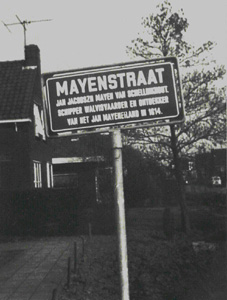 MAYENSTRAAT
JAN JACOBSZN MAYEN VAN SCHELLINKHOUT,
SCHIPPER WALVISVAARDER EN ONTDEKKER
VAN HET JAN MAYENEILAND IN 1614.